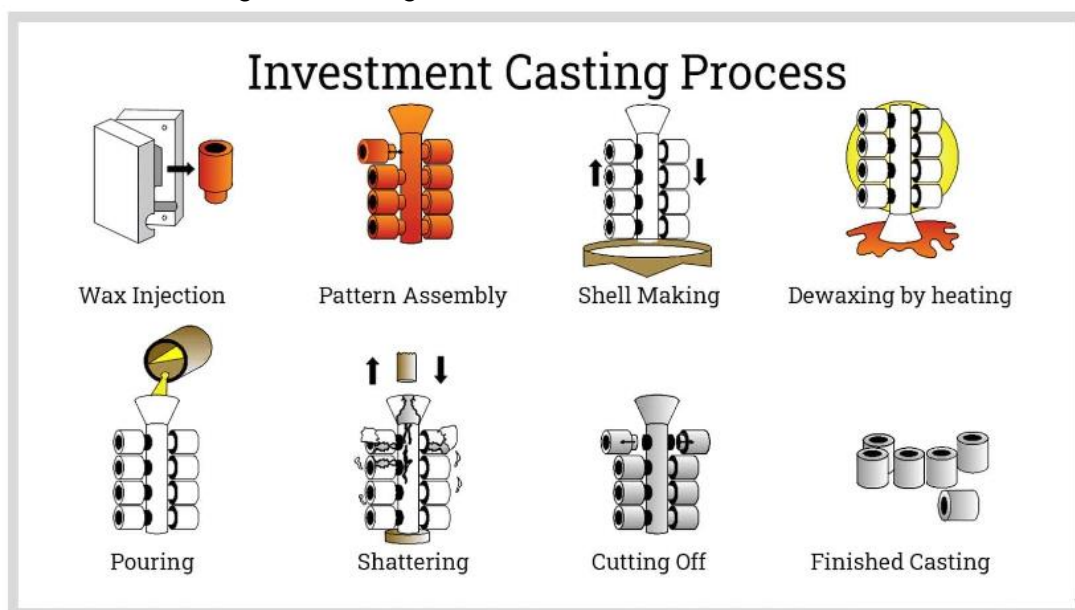 Investment Casting Process
Wax Injection
Pattern Assembly
Shell Making
Dewaxing by heating
Pouring
Shattering
Cutting Off
Finished Casting